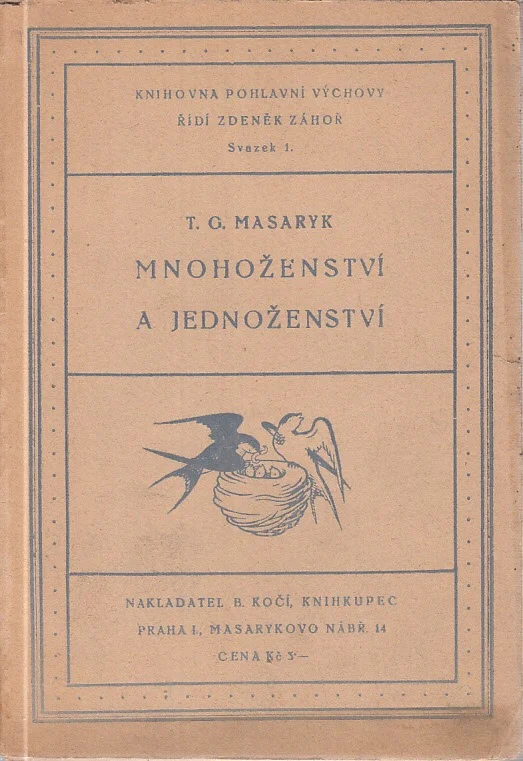 KNIHOVNA POHLAVNÍ VÝCHOVY
ŘÍDÍ ZDENĚK ZÁHOŘ
Svazek 1.
T. G. MASARYK
MNOHOŽENSTVÍ
A JEDNOŽENSTVÍ
NAKLADATEL B. KOČÍ, KNIHKUPEC
PRAHA I., MASARYKOVO NÁBŘ. 14
CENA Kč 3·—